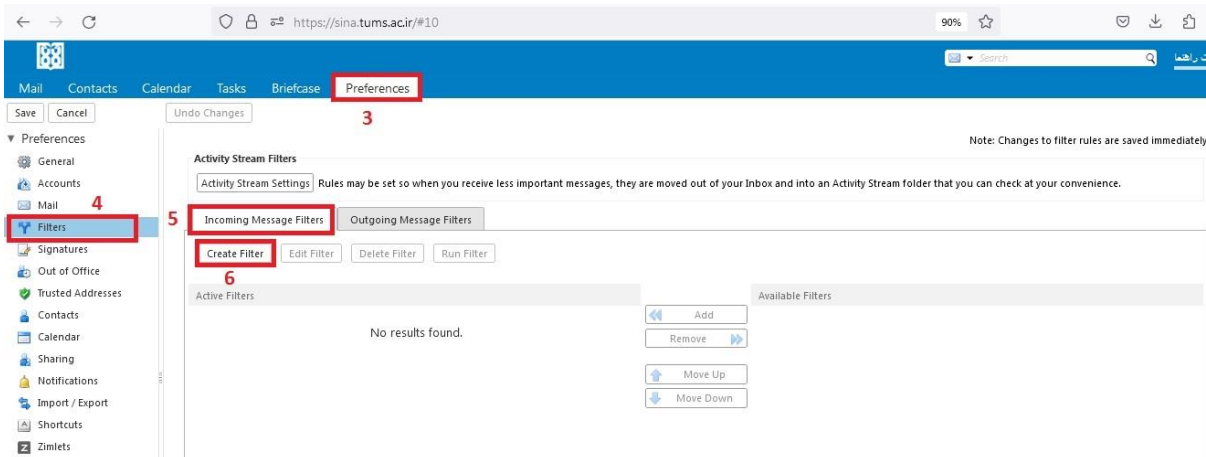 https://sina.tums.ac.ir/#10
90%
Search
ت راهنما
Mail Contacts Calendar Tasks Briefcase Preferences
Save Cancel Undo Changes
3
Preferences
Note: Changes to filter rules are saved immediately
General
Activity Stream Filters
Accounts
Activity Stream Settings Rules may be set so when you receive less important messages, they are moved out of your Inbox and into an Activity Stream folder that you can check at your convenience.
Mail
4
Filters
5
Incoming Message Filters Outgoing Message Filters
Signatures
Create Filter Edit Filter Delete Filter Run Filter
Out of Office
6
Trusted Addresses
Active Filters
Available Filters
Contacts
Add
Calendar
No results found.
Remove
Sharing
Notifications
Move Up
Import / Export
Move Down
Shortcuts
Zimlets